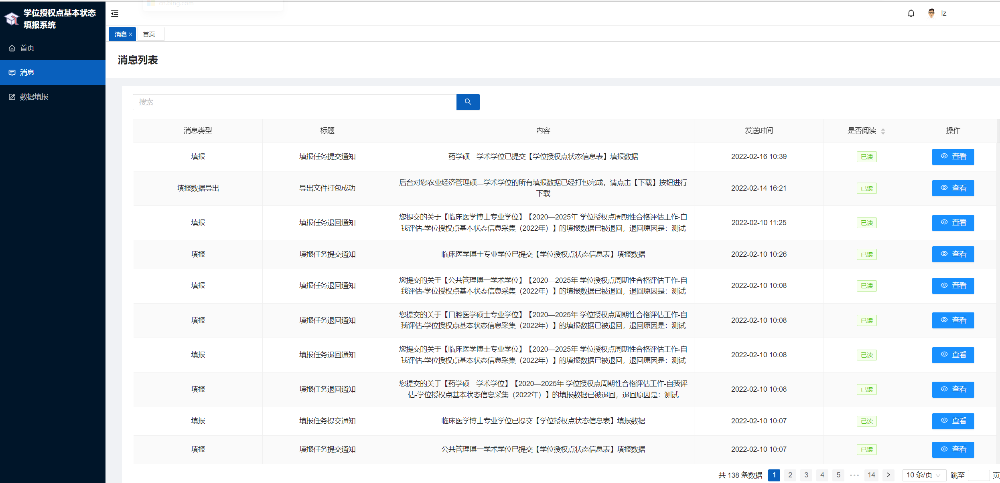 cn.bing.com
学位授权点基本状态
填报系统
lz
消息 × 首页
首页
消息
数据填报
消息列表
搜索
消息类型 标题 内容 发送时间 是否阅读 操作
填报 填报任务提交通知 药学硕一学术学位已提交【学位授权点状态信息表】填报数据 2022-02-16 10:39 已读 查看
填报数据导出 导出文件打包成功 后台对您农业经济管理硕二学术学位的所有填报数据已经打包完成，请点击【下载】按钮进行
下载 2022-02-14 16:21 已读 查看
填报 填报任务退回通知 您提交的关于【临床医学博士专业学位】【2020—2025年 学位授权点周期性合格评估工作-自
我评估-学位授权点基本状态信息采集（2022年）】的填报数据已被退回，退回原因是：测试 2022-02-10 11:25 已读 查看
填报 填报任务提交通知 临床医学博士专业学位已提交【学位授权点状态信息表】填报数据 2022-02-10 10:26 已读 查看
填报 填报任务退回通知 您提交的关于【公共管理博一学术学位】【2020—2025年 学位授权点周期性合格评估工作-自
我评估-学位授权点基本状态信息采集（2022年）】的填报数据已被退回，退回原因是：测试 2022-02-10 10:08 已读 查看
填报 填报任务退回通知 您提交的关于【口腔医学硕士专业学位】【2020—2025年 学位授权点周期性合格评估工作-自
我评估-学位授权点基本状态信息采集（2022年）】的填报数据已被退回，退回原因是：测试 2022-02-10 10:08 已读 查看
填报 填报任务退回通知 您提交的关于【临床医学博士专业学位】【2020—2025年 学位授权点周期性合格评估工作-自
我评估-学位授权点基本状态信息采集（2022年）】的填报数据已被退回，退回原因是：测试 2022-02-10 10:08 已读 查看
填报 填报任务退回通知 您提交的关于【药学硕一学术学位】【2020—2025年 学位授权点周期性合格评估工作-自我评
估-学位授权点基本状态信息采集（2022年）】的填报数据已被退回，退回原因是：测试 2022-02-10 10:08 已读 查看
填报 填报任务提交通知 临床医学博士专业学位已提交【学位授权点状态信息表】填报数据 2022-02-10 10:07 已读 查看
填报 填报任务提交通知 公共管理博一学术学位已提交【学位授权点状态信息表】填报数据 2022-02-10 10:07 已读 查看
共 138 条数据 1 2 3 4 5 ••• 14 > 10 条/页 跳至 页